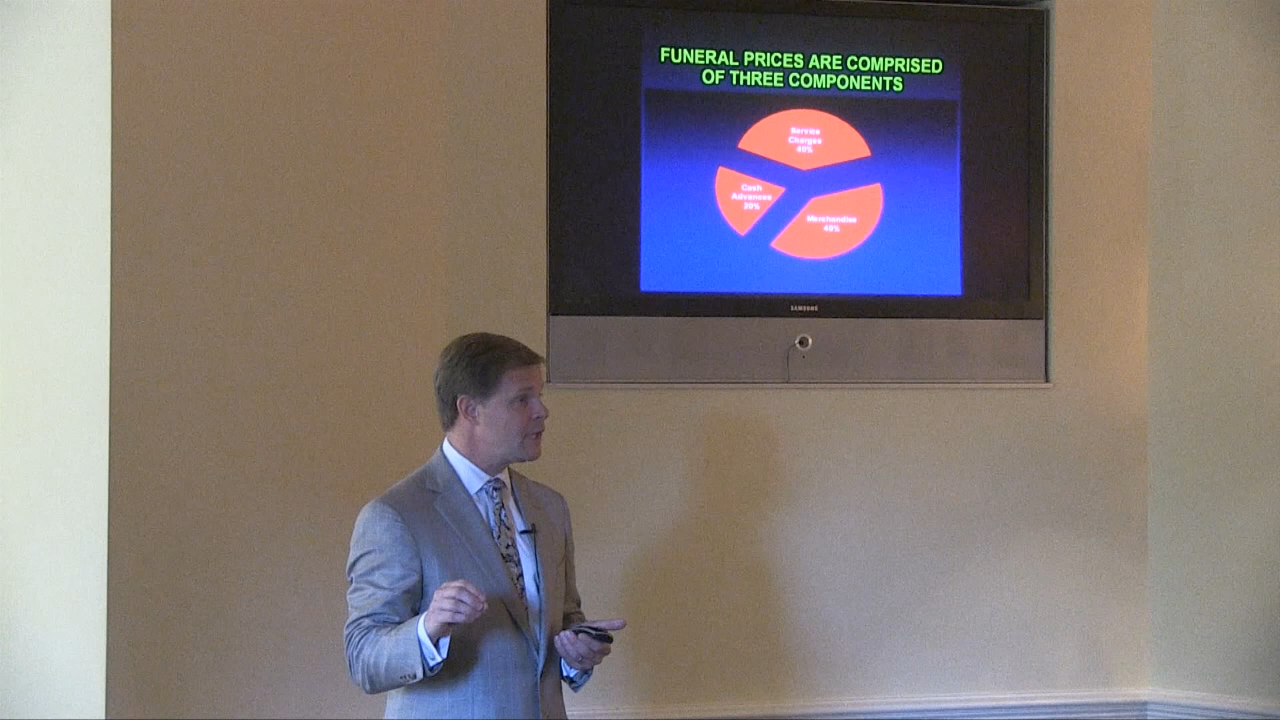 FUNERAL PRICES ARE COMPRISED
OF THREE COMPONENTS
Service
Charges
40%
Cash
Advances
20%
Merchandise
40%
SAMSUNG